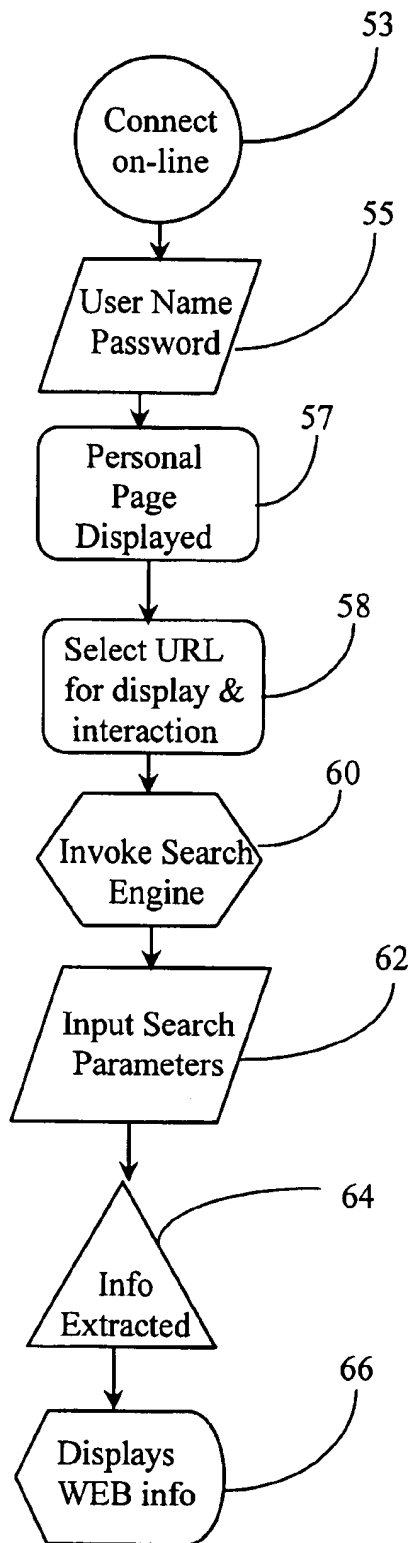 53
Connect
on-line
55
User Name
Password
57
Personal
Page
Displayed
58
Select URL
for display &
interaction
60
Invoke Search
Engine
62
Input Search
Parameters
64
Info
Extracted
66
Displays
WEB info